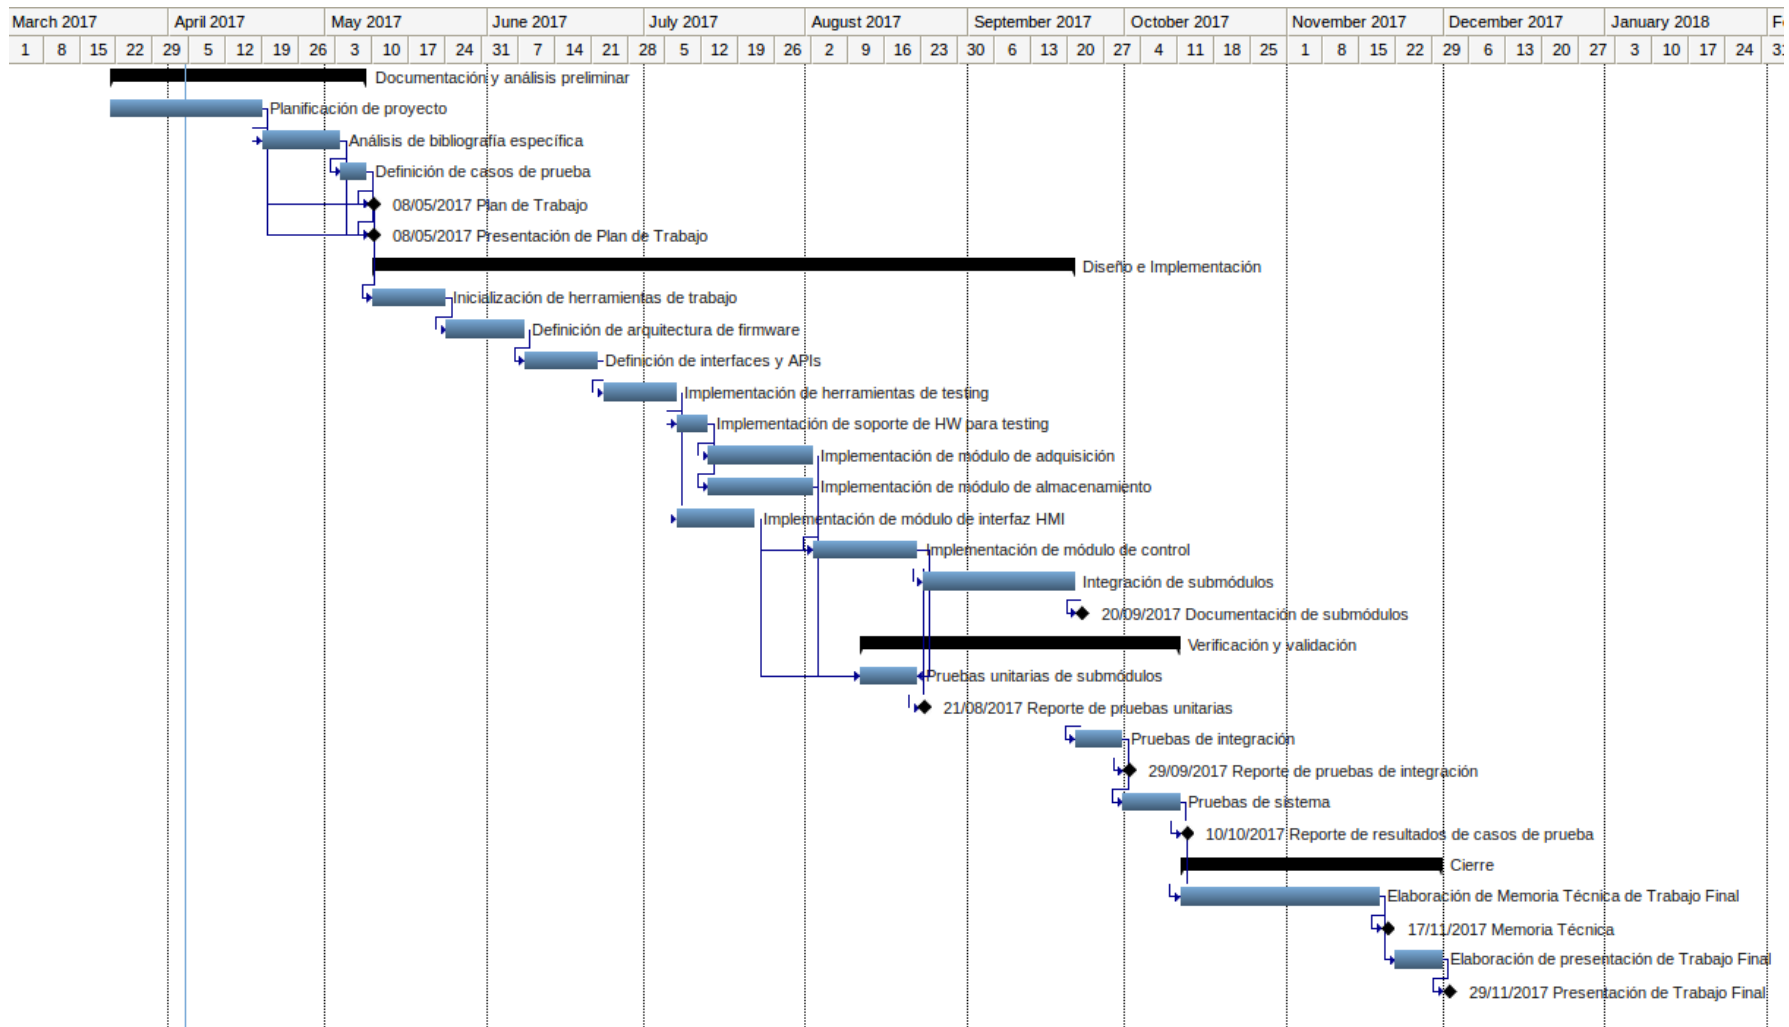 March 2017 April 2017 May 2017 June 2017 July 2017 August 2017 September 2017 October 2017 November 2017 December 2017 January 2018
1 8 15 22 29 5 12 19 26 3 10 17 24 31 7 14 21 28 5 12 19 26 2 9 16 23 30 6 13 20 27 4 11 18 25 1 8 15 22 29 6 13 20 27 3 10 17 24 31
Documentación y análisis preliminar
Planificación de proyecto
Análisis de bibliografía específica
Definición de casos de prueba
08/05/2017 Plan de Trabajo
08/05/2017 Presentación de Plan de Trabajo
Diseño e Implementación
Inicialización de herramientas de trabajo
Definición de arquitectura de firmware
Definición de interfaces y APIs
Implementación de herramientas de testing
Implementación de soporte de HW para testing
Implementación de módulo de adquisición
Implementación de módulo de almacenamiento
Implementación de módulo de interfaz HMI
Implementación de módulo de control
Integración de submódulos
20/09/2017 Documentación de submódulos
Verificación y validación
Pruebas unitarias de submódulos
21/08/2017 Reporte de pruebas unitarias
Pruebas de integración
29/09/2017 Reporte de pruebas de integración
Pruebas de sistema
10/10/2017 Reporte de resultados de casos de prueba
Cierre
Elaboración de Memoria Técnica de Trabajo Final
17/11/2017 Memoria Técnica
Elaboración de presentación de Trabajo Final
29/11/2017 Presentación de Trabajo Final